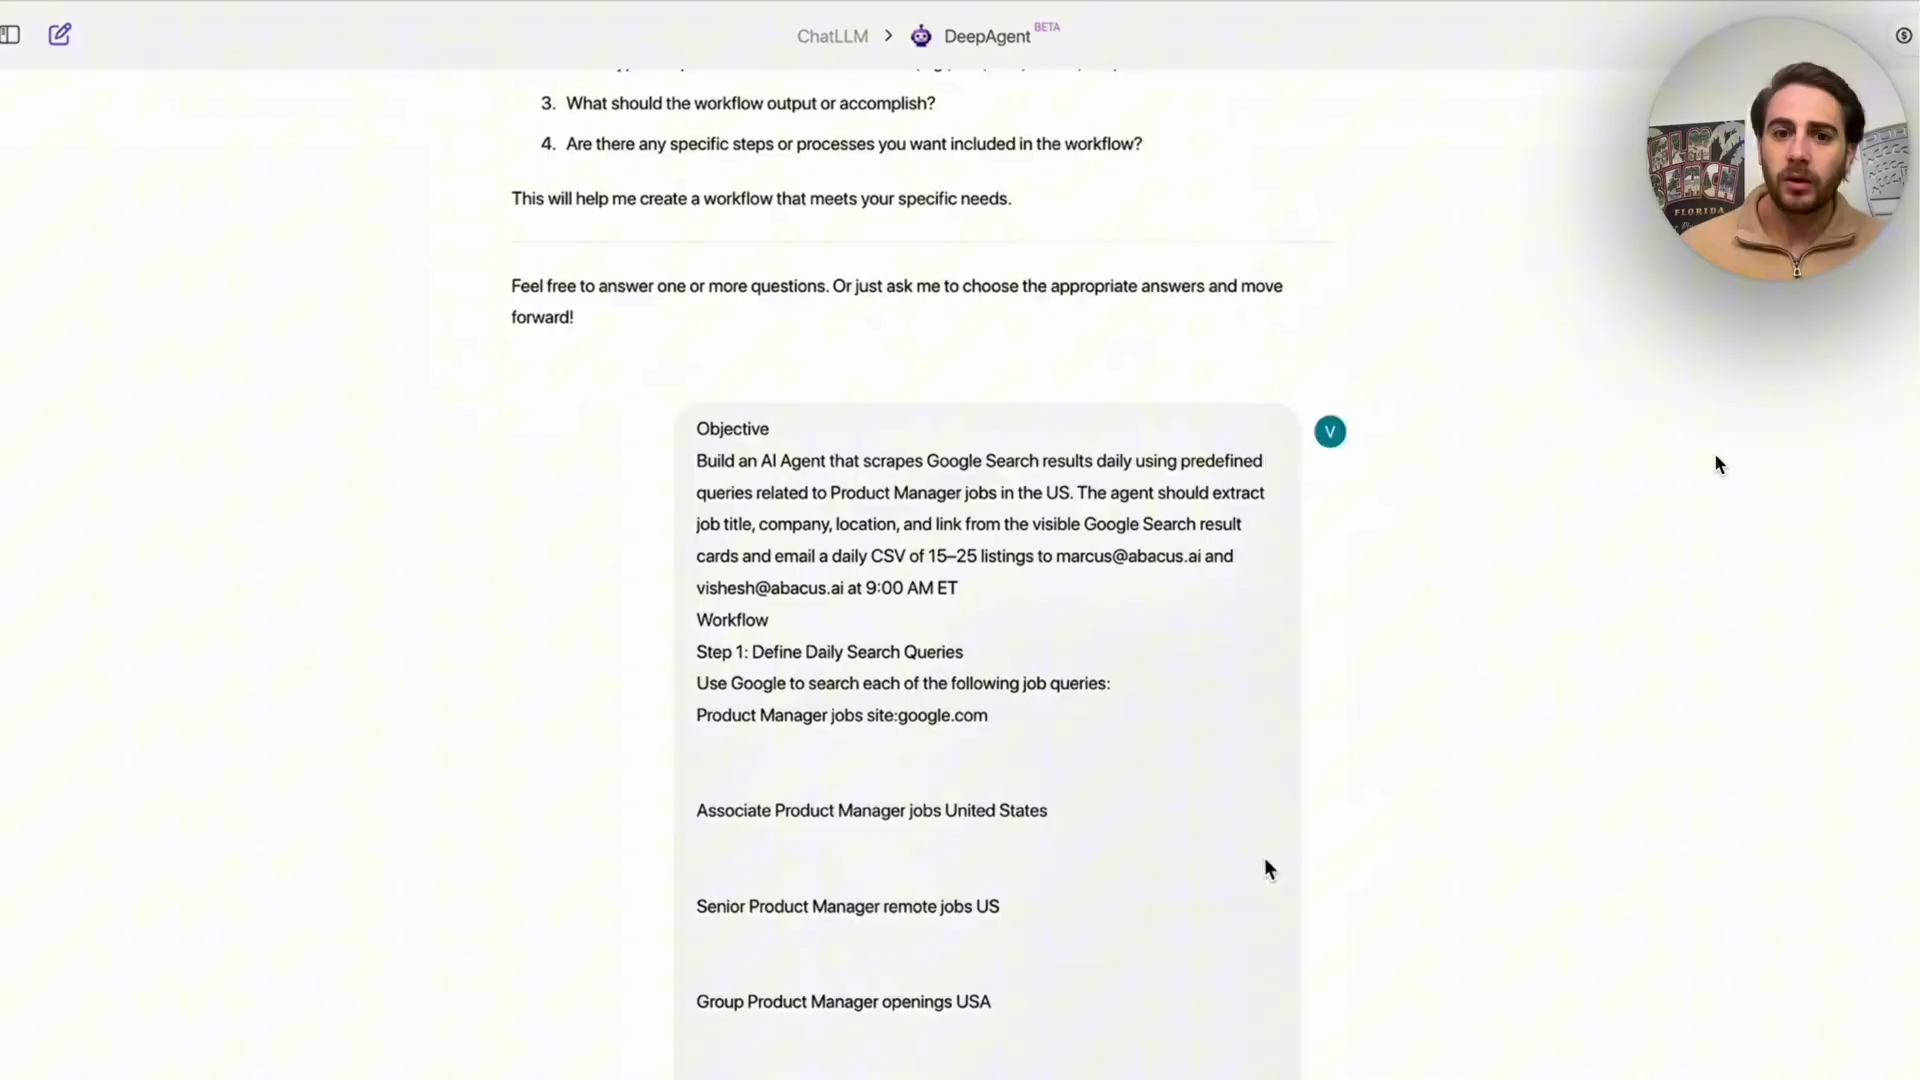 ChatLLM > DeepAgent BETA
3. What should the workflow output or accomplish?
4. Are there any specific steps or processes you want included in the workflow?
This will help me create a workflow that meets your specific needs.
Feel free to answer one or more questions. Or just ask me to choose the appropriate answers and move
forward!
V
Objective
Build an AI Agent that scrapes Google Search results daily using predefined
queries related to Product Manager jobs in the US. The agent should extract
job title, company, location, and link from the visible Google Search result
cards and email a daily CSV of 15–25 listings to marcus@abacus.ai and
vishesh@abacus.ai at 9:00 AM ET
Workflow
Step 1: Define Daily Search Queries
Use Google to search each of the following job queries:
Product Manager jobs site:google.com
Associate Product Manager jobs United States
Senior Product Manager remote jobs US
Group Product Manager openings USA
FLORIDA